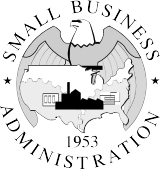 SMALL BUSINESS
1953
ADMINISTRATION